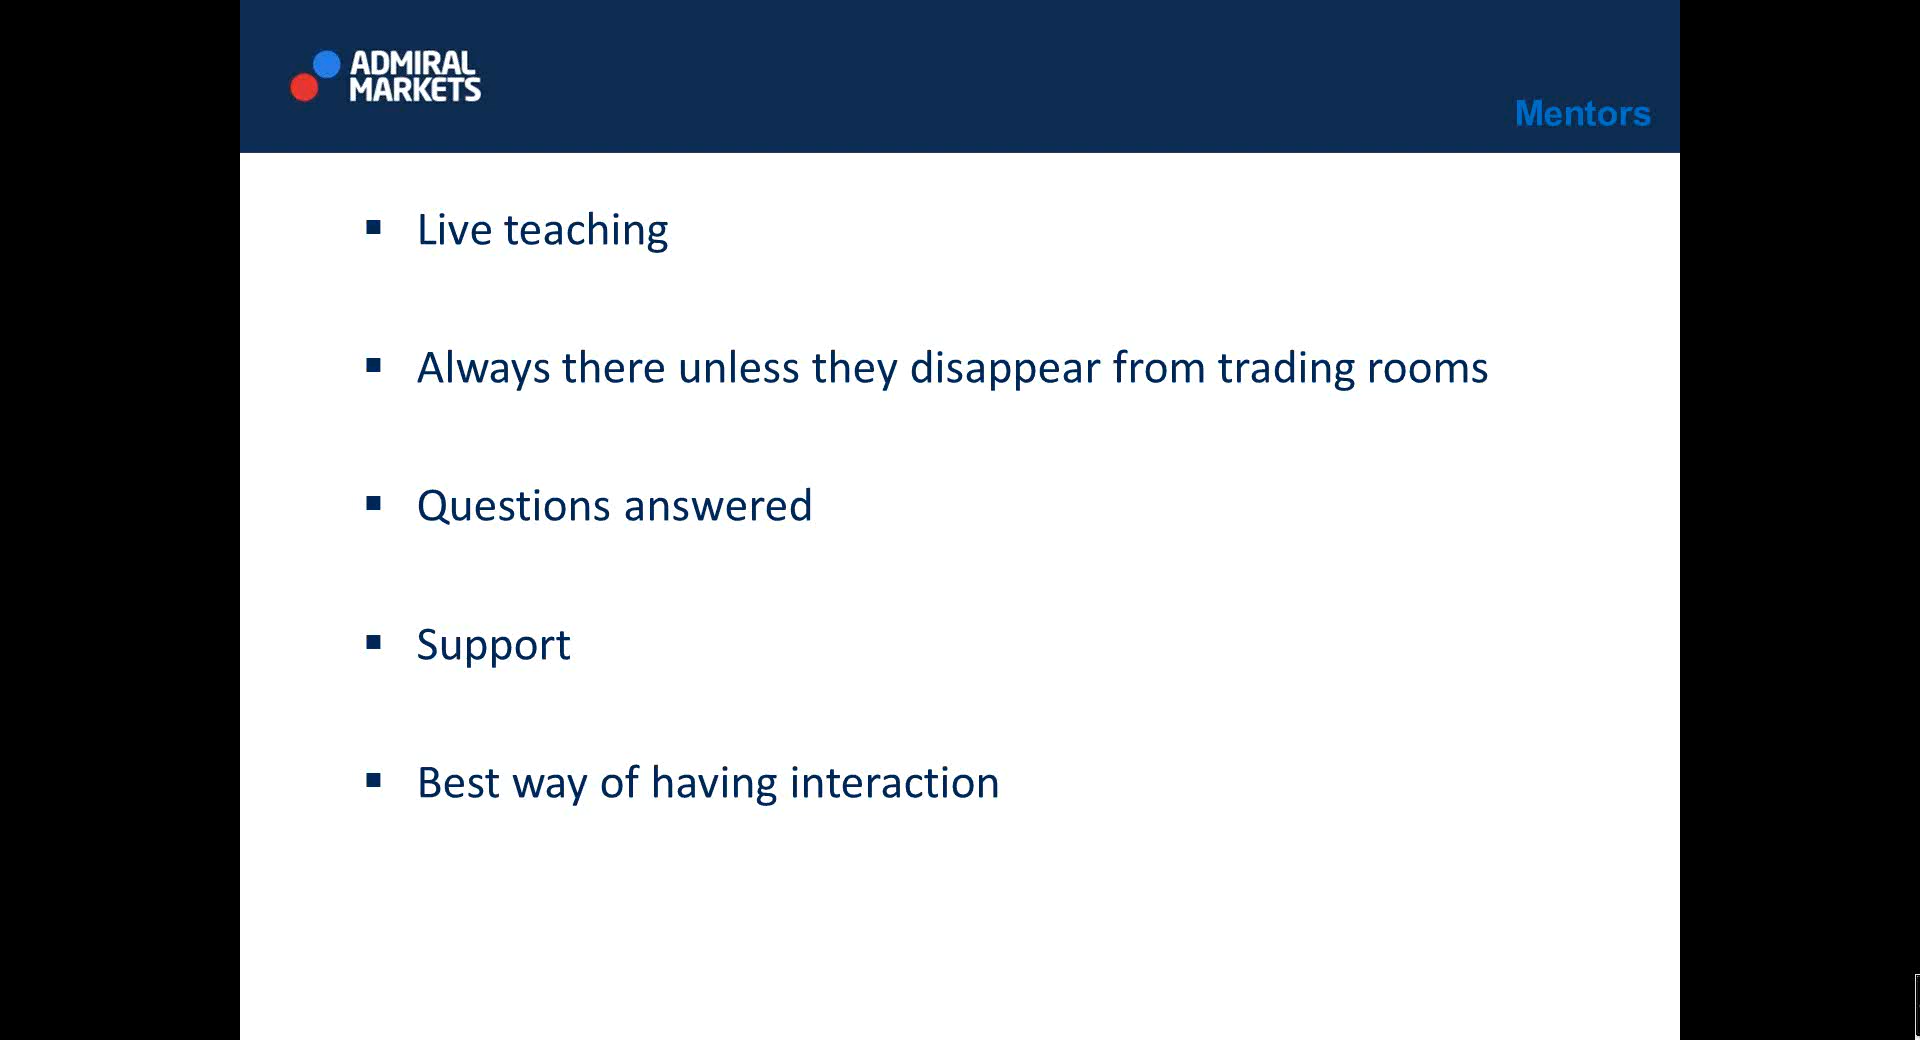 ADMIRAL
MARKETS
Mentors
▪ Live teaching
▪ Always there unless they disappear from trading rooms
▪ Questions answered
▪ Support
▪ Best way of having interaction